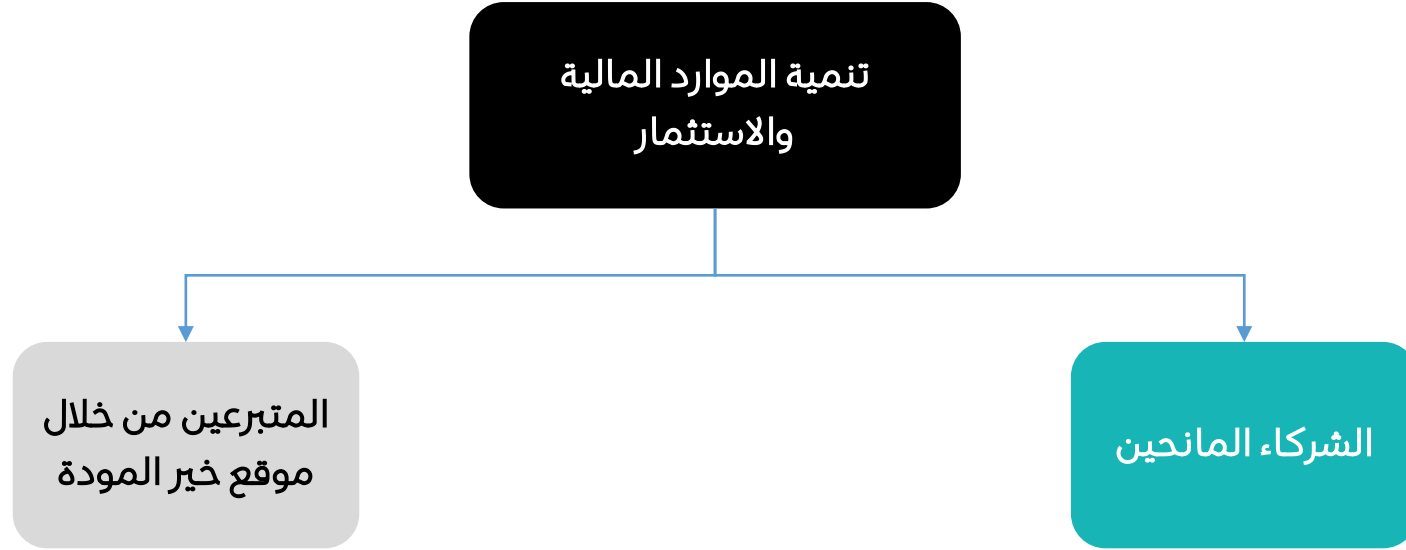 تنمية الموارد المالية
والاستثمار
الشركاء المانحين
المتبرعين من خلال
موقع خير المودة